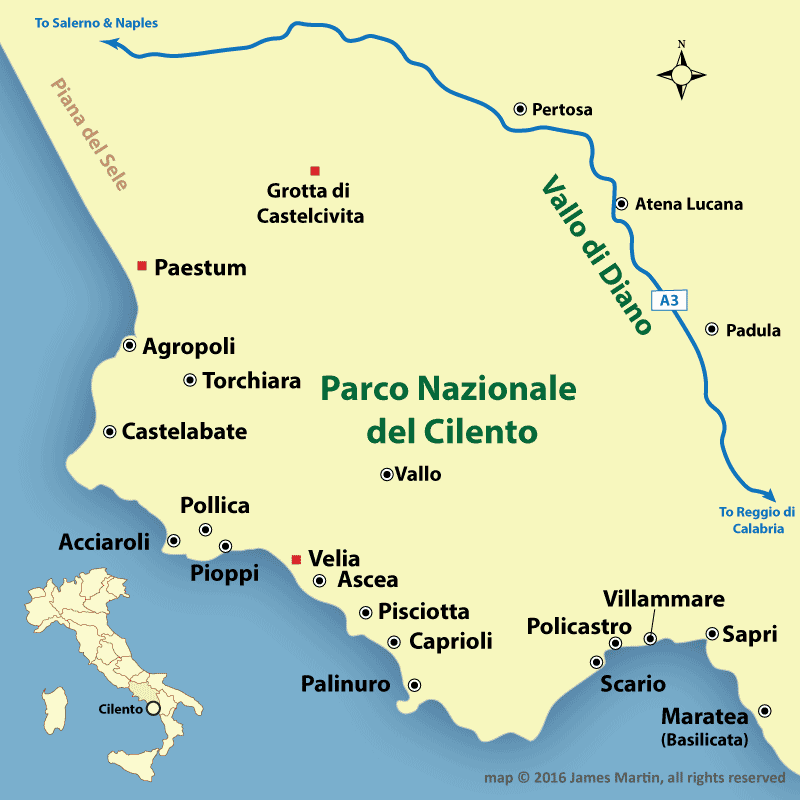 To Salerno & Naples
N
Piana del Sele
Pertosa
Grotta di
Castelcivita
Vallo di Diano
Atena Lucana
Paestum
A3
Padula
Agropoli
Torchiara
Parco Nazionale
del Cilento
Castelabate
Vallo
Pollica
To Reggio di
Calabria
Acciaroli
Pioppi
Velia
Ascea
Pisciotta
Caprioli
Villammare
Policastro
Sapri
Palinuro
Scario
Cilento
Maratea
(Basilicata)
map © 2016 James Martin, all rights reserved